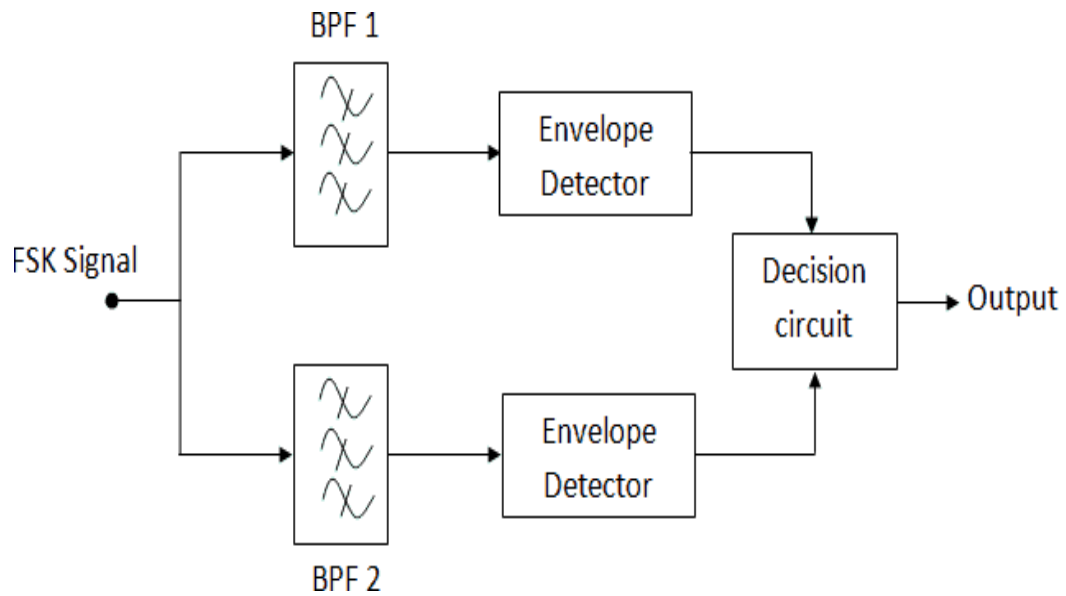 BPF 1
Envelope
Detector
FSK Signal
Decision
circuit
Output
Envelope
Detector
BPF 2